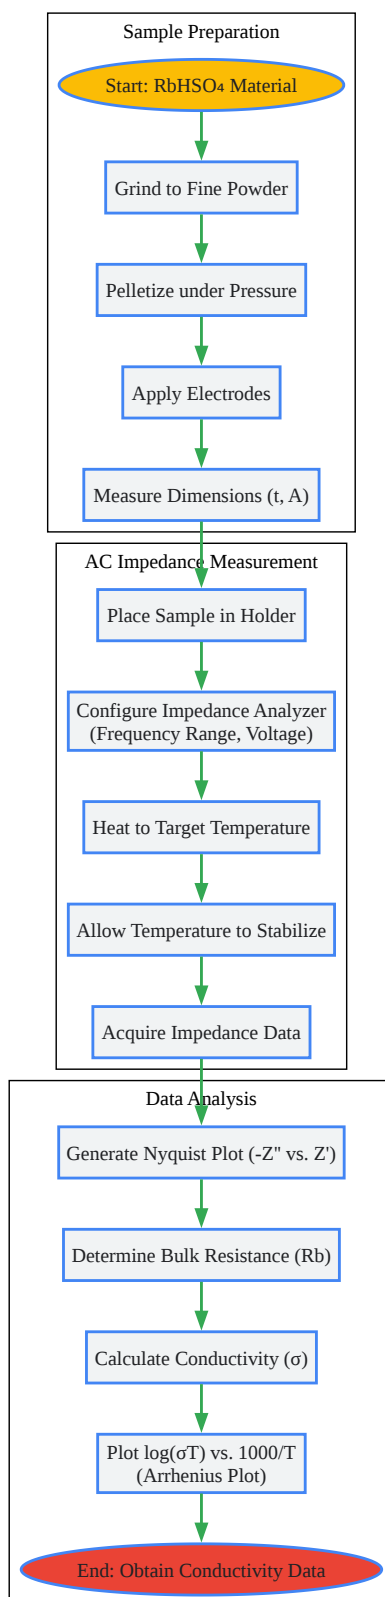 Sample Preparation
Start: RbHSO₄ Material
Grind to Fine Powder
Pelletize under Pressure
Apply Electrodes
Measure Dimensions (t, A)
AC Impedance Measurement
Place Sample in Holder
Configure Impedance Analyzer
(Frequency Range, Voltage)
Heat to Target Temperature
Allow Temperature to Stabilize
Acquire Impedance Data
Data Analysis
Generate Nyquist Plot (-Z'' vs. Z')
Determine Bulk Resistance (Rb)
Calculate Conductivity (σ)
Plot log(σT) vs. 1000/T
(Arrhenius Plot)
End: Obtain Conductivity Data